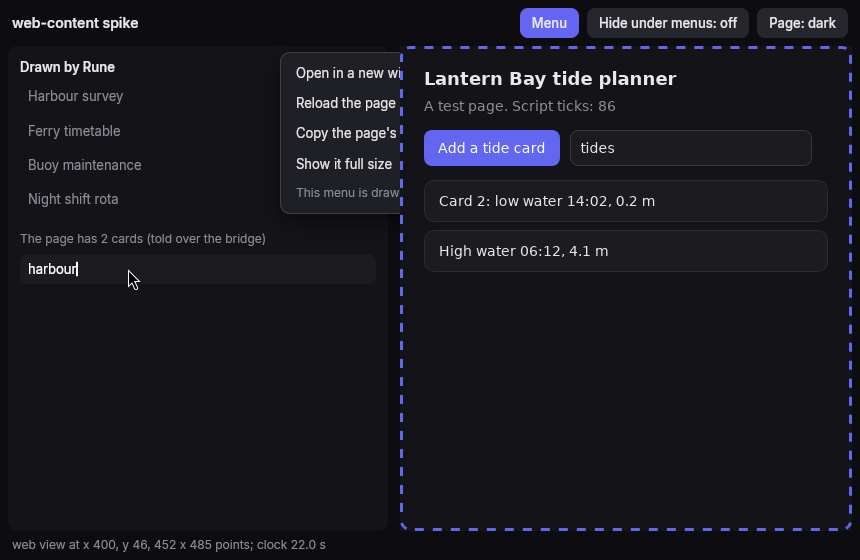 web-content spike
Menu
Hide under menus: off
Page: dark
Drawn by Rune
Harbour survey
Ferry timetable
Buoy maintenance
Night shift rota
The page has 2 cards (told over the bridge)
harbour
Open in a new
Reload the page
Copy the page's
Show it full size
This menu is
Lantern Bay tide planner
A test page. Script ticks: 86
Add a tide card
tides
Card 2: low water 14:02, 0.2 m
High water 06:12, 4.1 m
web view at x 400, y 46, 452 x 485 points; clock 22.0 s